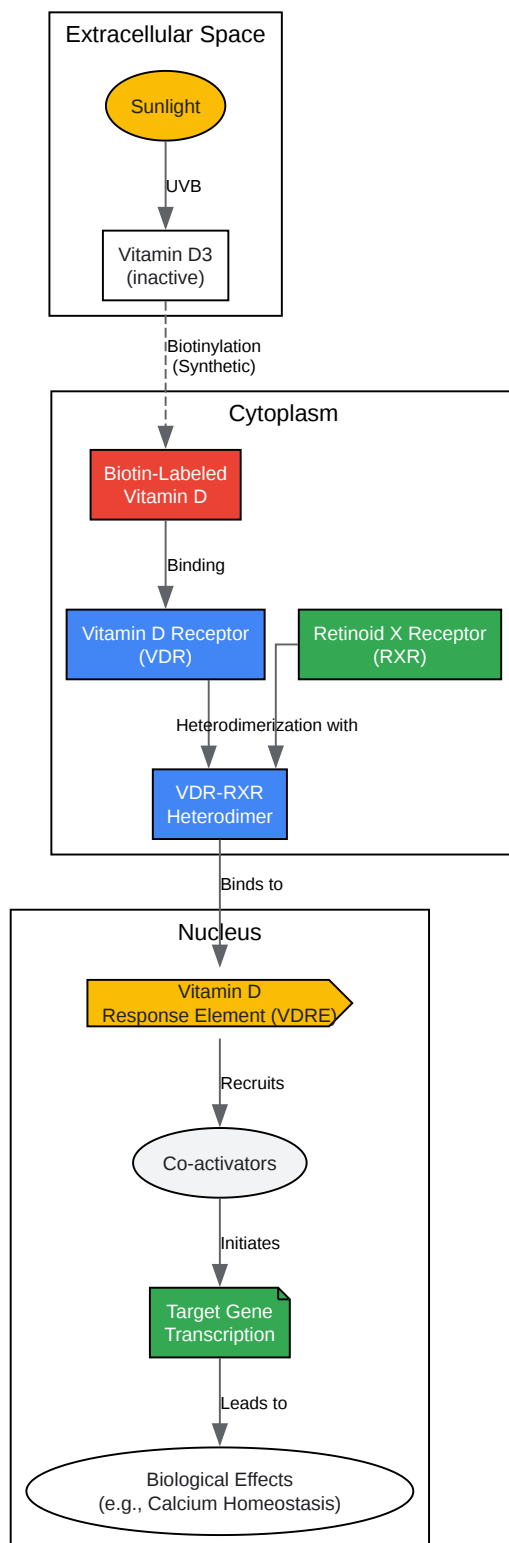 Extracellular Space
Sunlight
UVB
Vitamin D3
(inactive)
Biotinylation
(Synthetic)
Cytoplasm
Biotin-Labeled
Vitamin D
Binding
Vitamin D Receptor
(VDR)
Retinoid X Receptor
(RXR)
Heterodimerization with
VDR-RXR
Heterodimer
Binds to
Nucleus
Vitamin D
Response Element (VDRE)
Recruits
Co-activators
Initiates
Target Gene
Transcription
Leads to
Biological Effects
(e.g., Calcium Homeostasis)